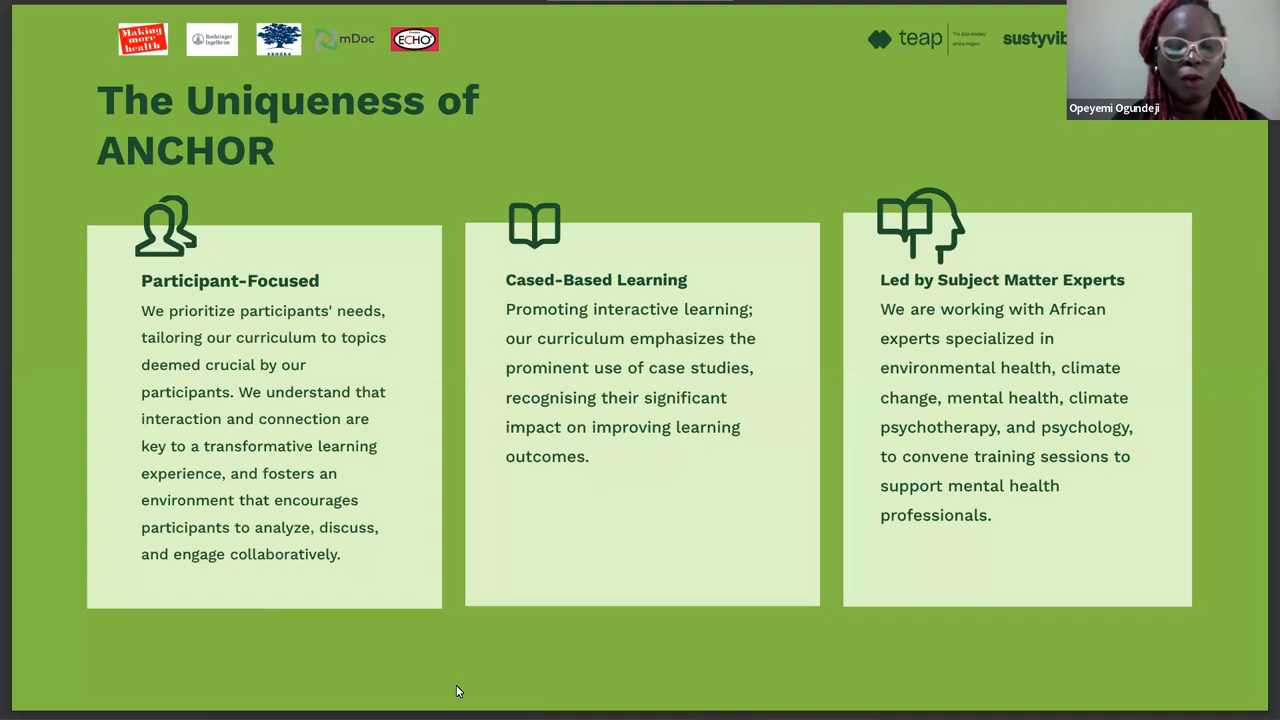 Making
more
health
Boehringer
Ingelheim
ASHOKA
mDoc
ECHO
teap
sustyvib
Opeyemi Ogundeji
The Uniqueness of
ANCHOR
Participant-Focused
We prioritize participants' needs,
tailoring our curriculum to topics
deemed crucial by our
participants. We understand that
interaction and connection are
key to a transformative learning
experience, and fosters an
environment that encourages
participants to analyze, discuss,
and engage collaboratively.
Cased-Based Learning
Promoting interactive learning;
our curriculum emphasizes the
prominent use of case studies,
recognising their significant
impact on improving learning
outcomes.
Led by Subject Matter Experts
We are working with African
experts specialized in
environmental health, climate
change, mental health, climate
psychotherapy, and psychology,
to convene training sessions to
support mental health
professionals.